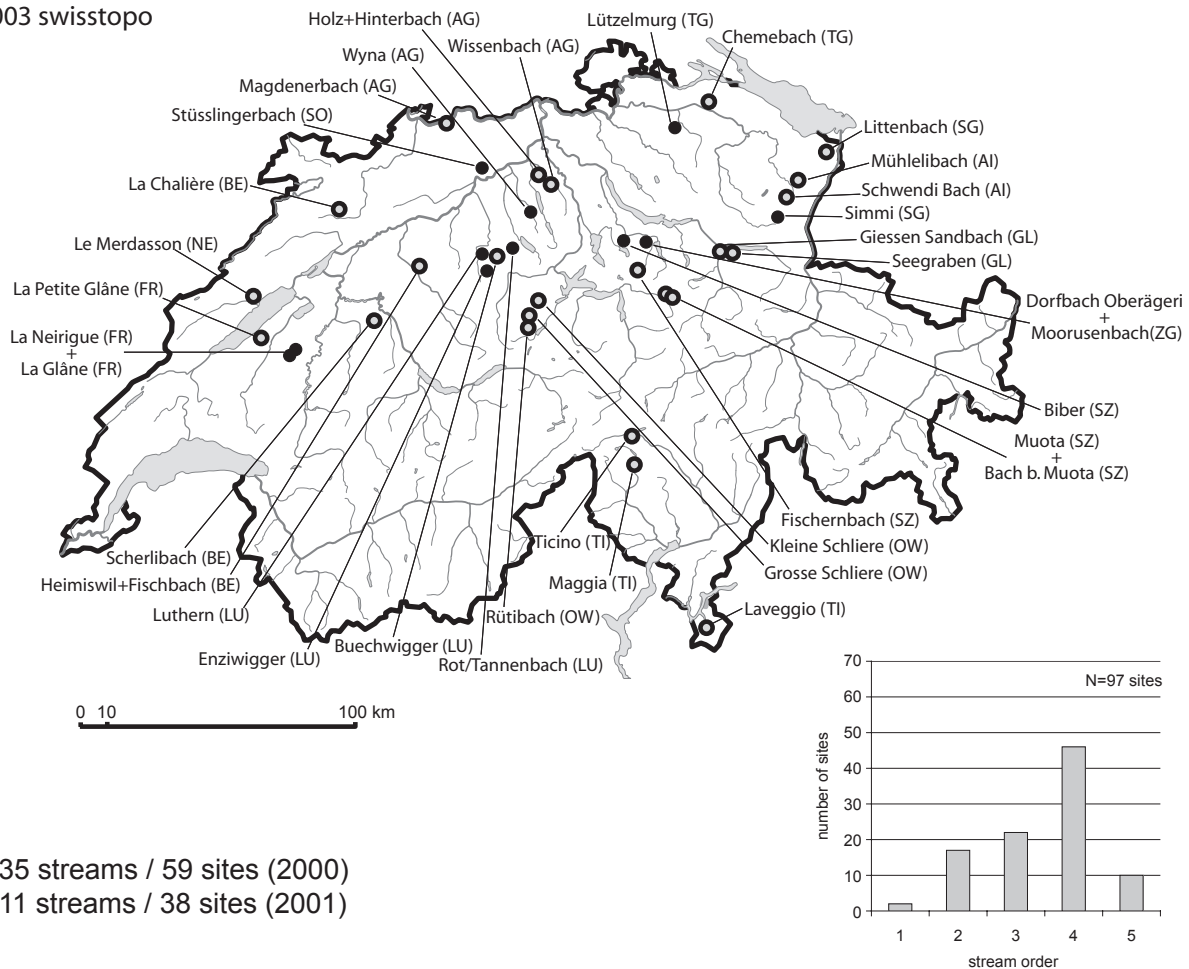 003 swisstopo
Holz+Hinterbach (AG)
Lützelmurg (TG)
Chemebach (TG)
Wyna (AG)
Wissenbach (AG)
Magdenerbach (AG)
Stüsslingerbach (SO)
La Chalière (BE)
Le Merdasson (NE)
La Petite Glâne (FR)
La Neirigue (FR)
+
La Glâne (FR)
Littenbach (SG)
Mühlelibach (AI)
Schwendi Bach (AI)
Simmi (SG)
Giessen Sandbach (GL)
Seegraben (GL)
Dorfbach Oberägeri
+
Moorusenbach(ZG)
Biber (SZ)
Muota (SZ)
+
Bach b. Muota (SZ)
Fischernbach (SZ)
Kleine Schliere (OW)
Grosse Schliere (OW)
Laveggio (TI)
Ticino (TI)
Maggia (TI)
Rütibach (OW)
Scherlibach (BE)
Heimiswil+Fischbach (BE)
Luthern (LU)
Enziwigger (LU)
Buechwigger (LU)
Rot/Tannenbach (LU)
0 10 100 km
35 streams / 59 sites (2000)
11 streams / 38 sites (2001)
N=97 sites
number of sites
70
60
50
40
30
20
10
0
1 2 3 4 5
stream order